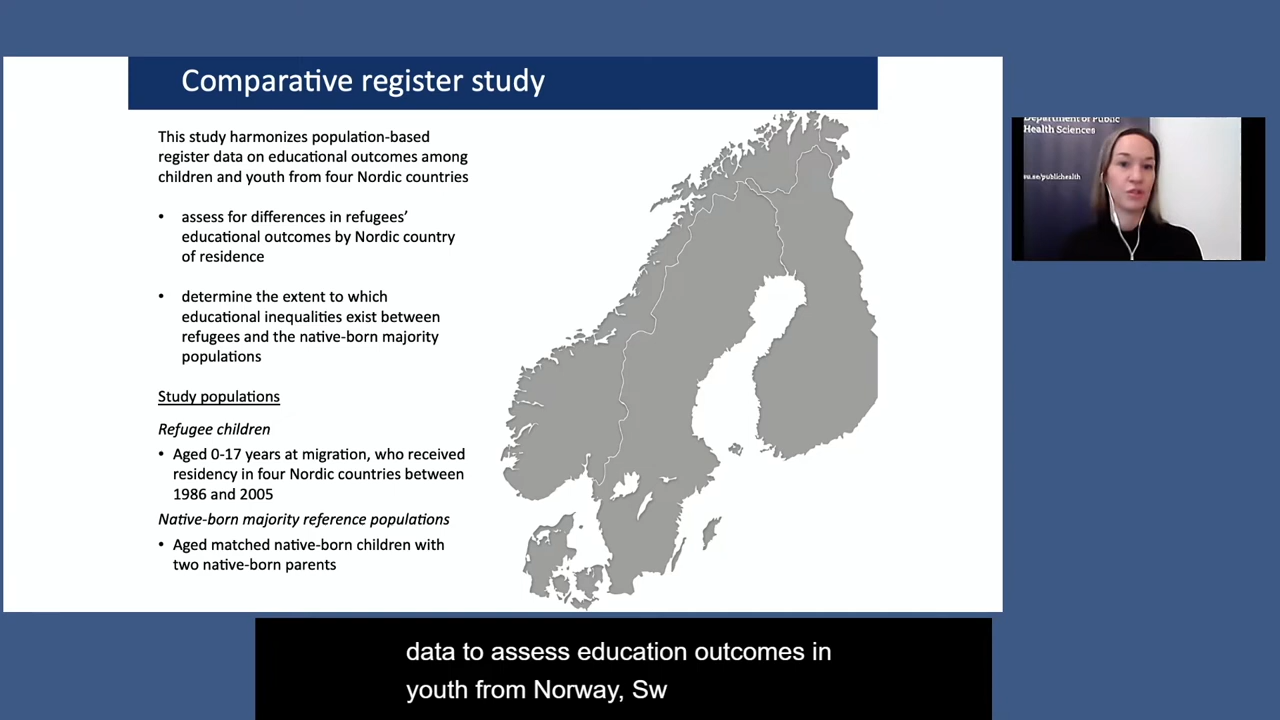 Comparative register study
This study harmonizes population-based
register data on educational outcomes among
children and youth from four Nordic countries
• assess for differences in refugees’
educational outcomes by Nordic country
of residence
• determine the extent to which
educational inequalities exist between
refugees and the native-born majority
populations
Study populations
Refugee children
• Aged 0-17 years at migration, who received
residency in four Nordic countries between
1986 and 2005
Native-born majority reference populations
• Aged matched native-born children with
two native-born parents
Department of Public
Health Sciences
su.se/publichealth
data to assess education outcomes in
youth from Norway, Sw